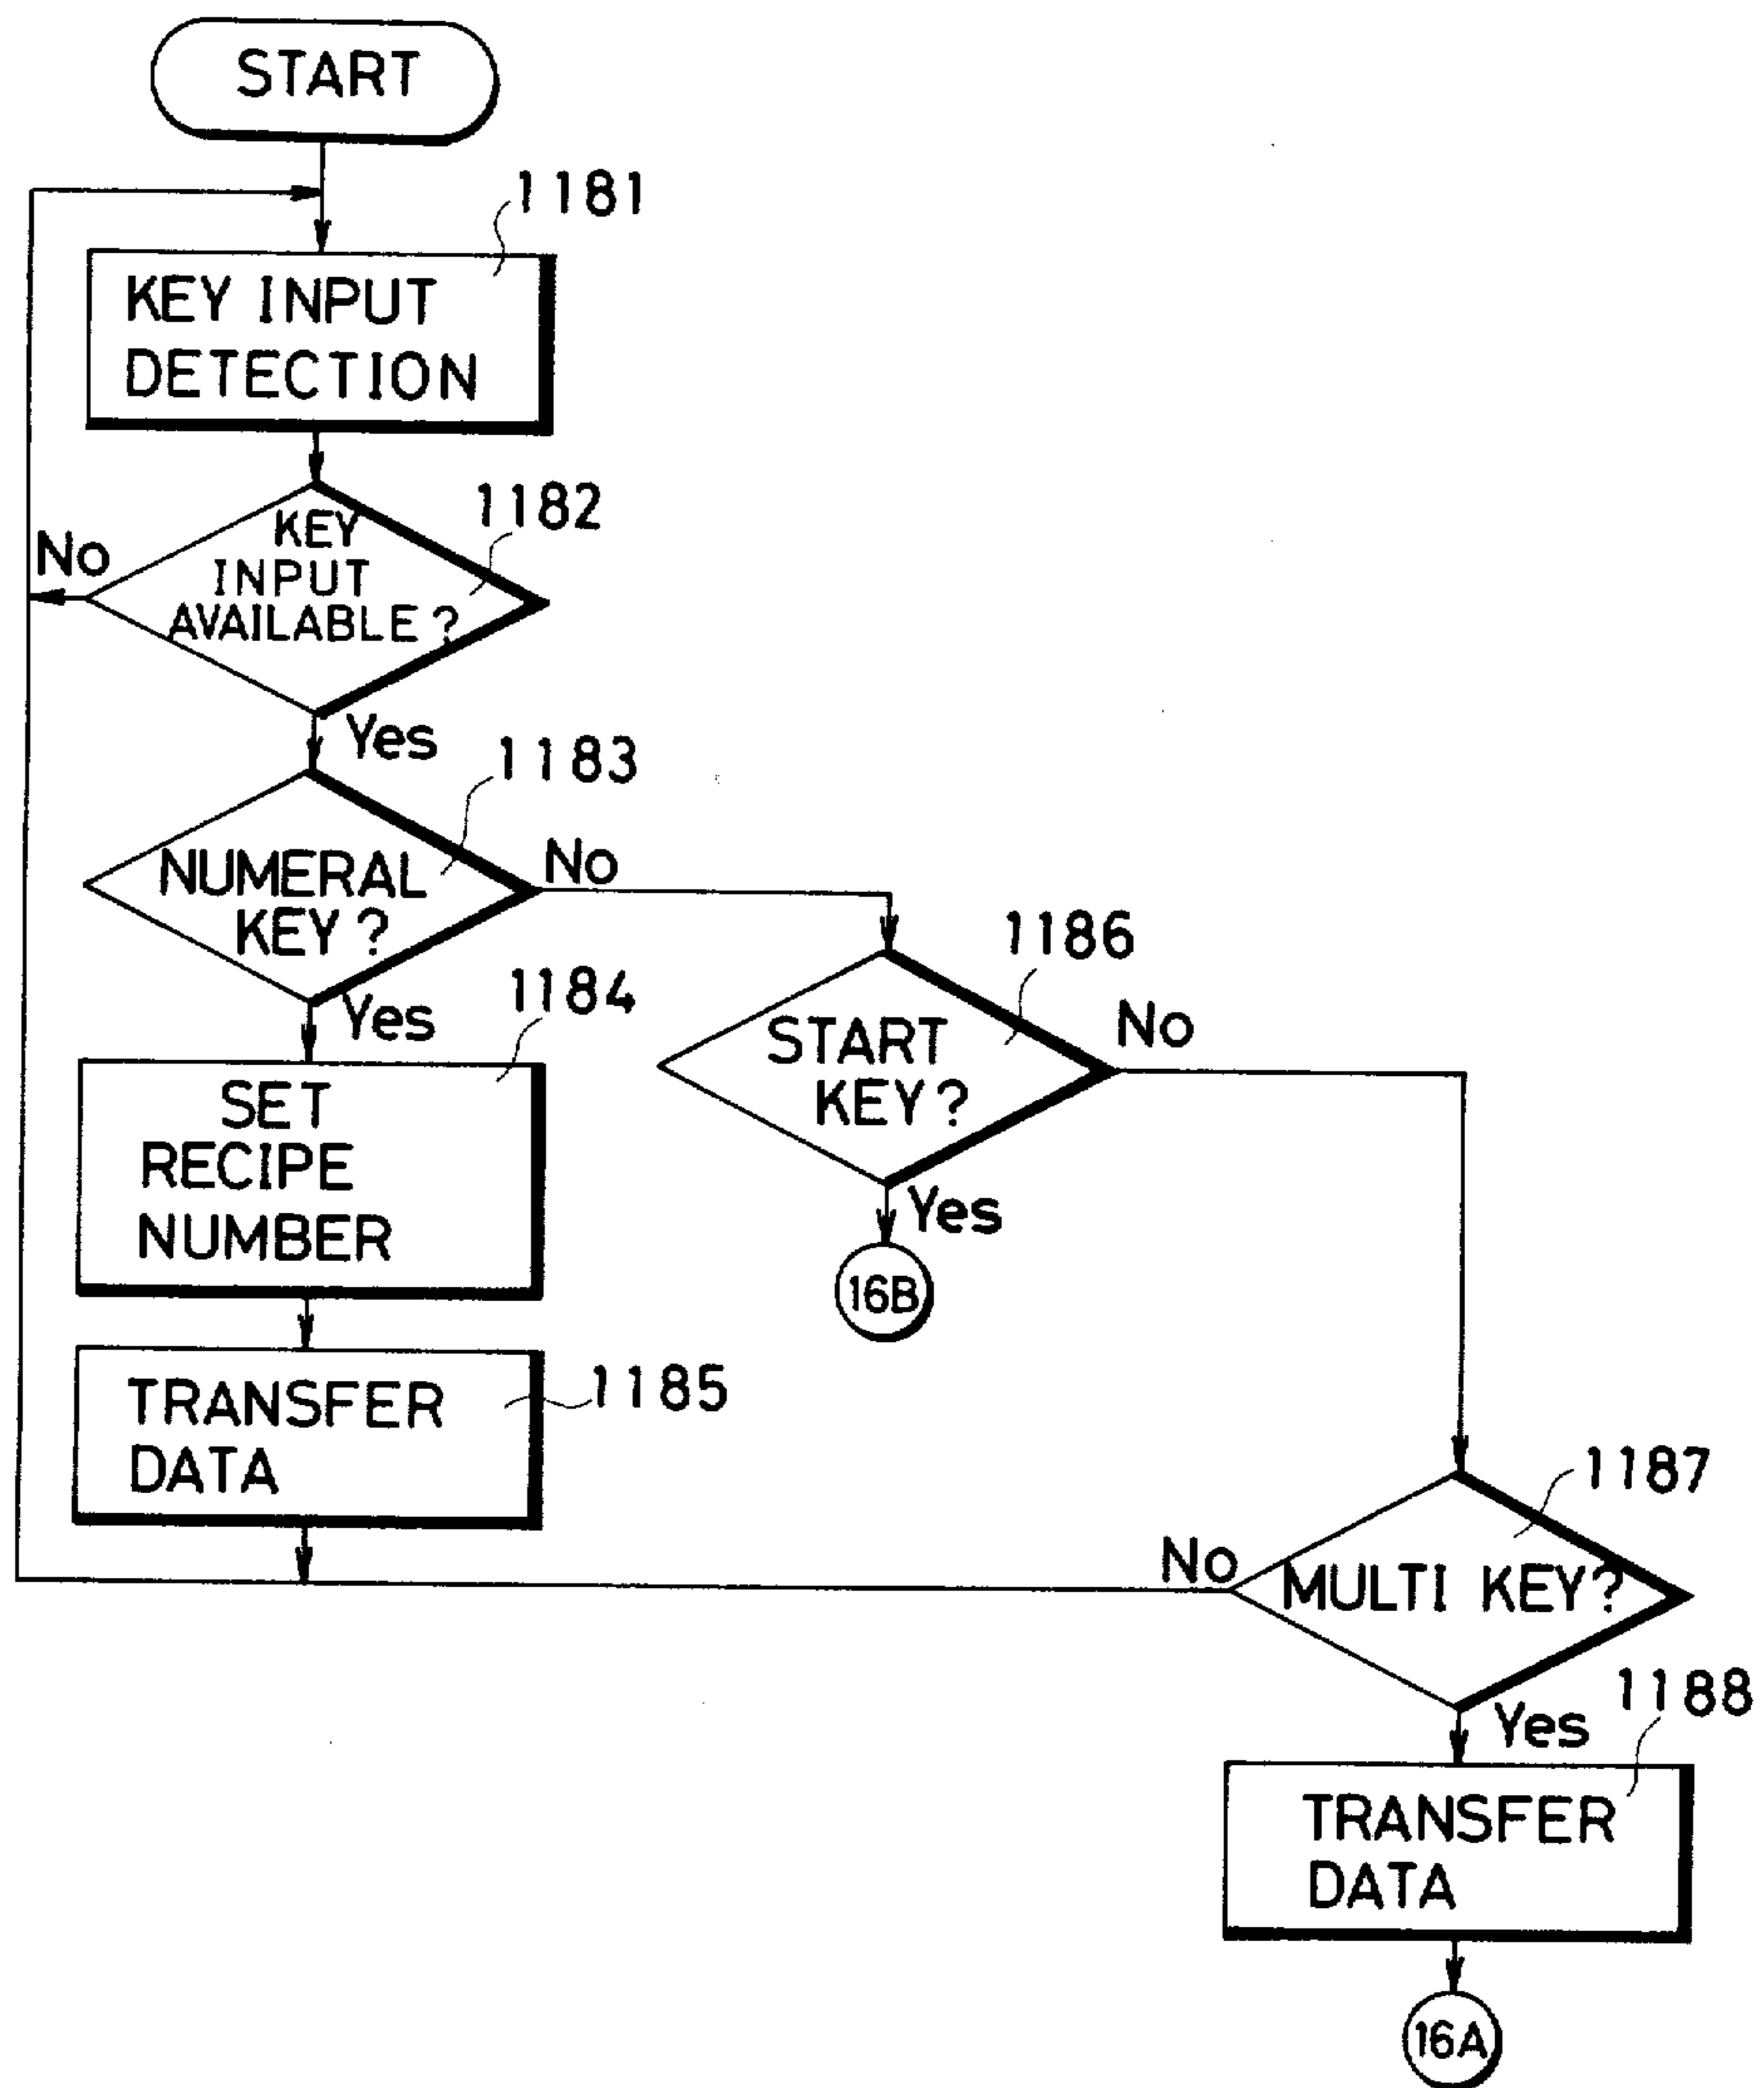 START
1181
KEY INPUT
DETECTION
1182
No
KEY
INPUT
AVAILABLE?
Yes
1183
NUMERAL
KEY?
No
1186
Yes
1184
START
KEY?
No
SET
RECIPE
NUMBER
Yes
16B
TRANSFER
DATA
1185
1187
No
MULTI KEY?
1188
Yes
TRANSFER
DATA
16A